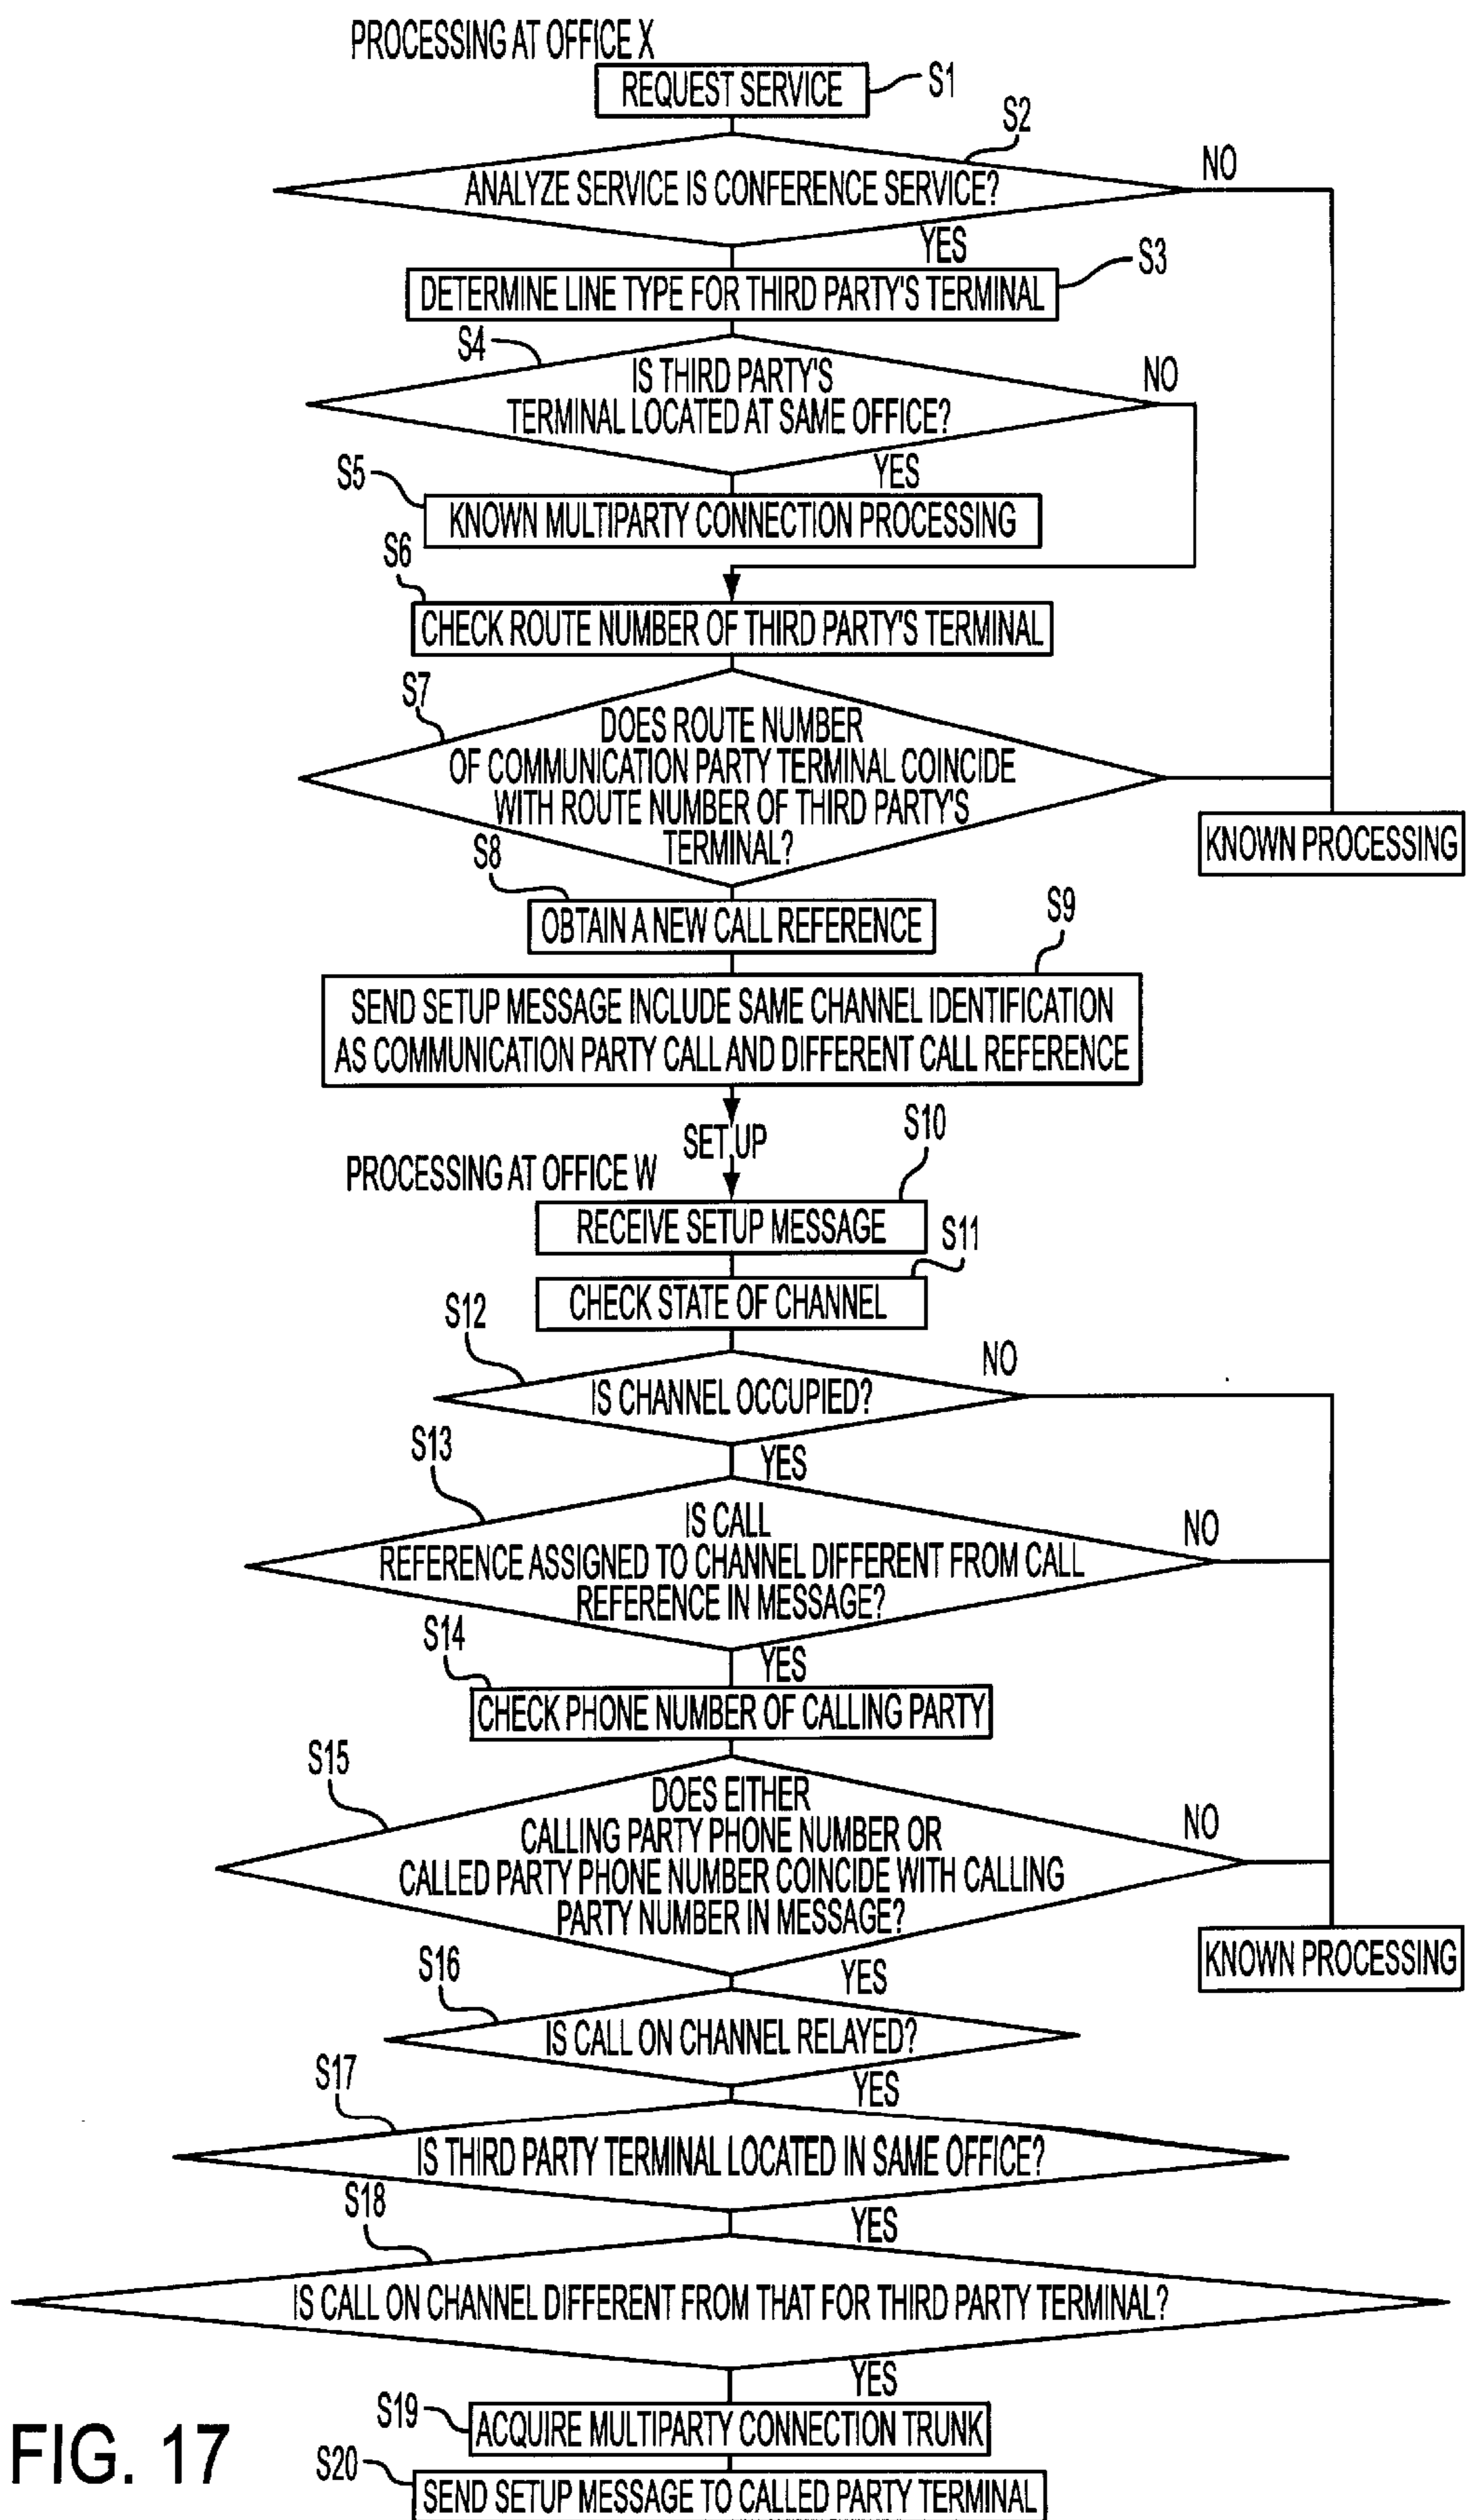 PROCESSING AT OFFICE X
REQUEST SERVICE
S1
S2
NO
ANALYZE SERVICE IS CONFERENCE SERVICE?
YES
S3
DETERMINE LINE TYPE FOR THIRD PARTY'S TERMINAL
S4
IS THIRD PARTY'S
NO
TERMINAL LOCATED AT SAME OFFICE?
YES
S5
KNOWN MULTIPARTY CONNECTION PROCESSING
S6
CHECK ROUTE NUMBER OF THIRD PARTY'S TERMINAL
S7
DOES ROUTE NUMBER
OF COMMUNICATION PARTY TERMINAL COINCIDE
WITH ROUTE NUMBER OF THIRD PARTY'S
TERMINAL?
KNOWN PROCESSING
S8
OBTAIN A NEW CALL REFERENCE
S9
SEND SETUP MESSAGE INCLUDE SAME CHANNEL IDENTIFICATION
AS COMMUNICATION PARTY CALL AND DIFFERENT CALL REFERENCE
SET UP
S10
PROCESSING AT OFFICE W
RECEIVE SETUP MESSAGE
S11
CHECK STATE OF CHANNEL
S12
NO
IS CHANNEL OCCUPIED?
S13
YES
IS CALL
NO
REFERENCE ASSIGNED TO CHANNEL DIFFERENT FROM CALL
REFERENCE IN MESSAGE?
S14
YES
CHECK PHONE NUMBER OF CALLING PARTY
S15
DOES EITHER
NO
CALLING PARTY PHONE NUMBER OR
CALLED PARTY PHONE NUMBER COINCIDE WITH CALLING
PARTY NUMBER IN MESSAGE?
KNOWN PROCESSING
S16
YES
IS CALL ON CHANNEL RELAYED?
S17
YES
IS THIRD PARTY TERMINAL LOCATED IN SAME OFFICE?
S18
YES
IS CALL ON CHANNEL DIFFERENT FROM THAT FOR THIRD PARTY TERMINAL?
YES
S19
ACQUIRE MULTIPARTY CONNECTION TRUNK
FIG. 17
S20
SEND SETUP MESSAGE TO CALLED PARTY TERMINAL